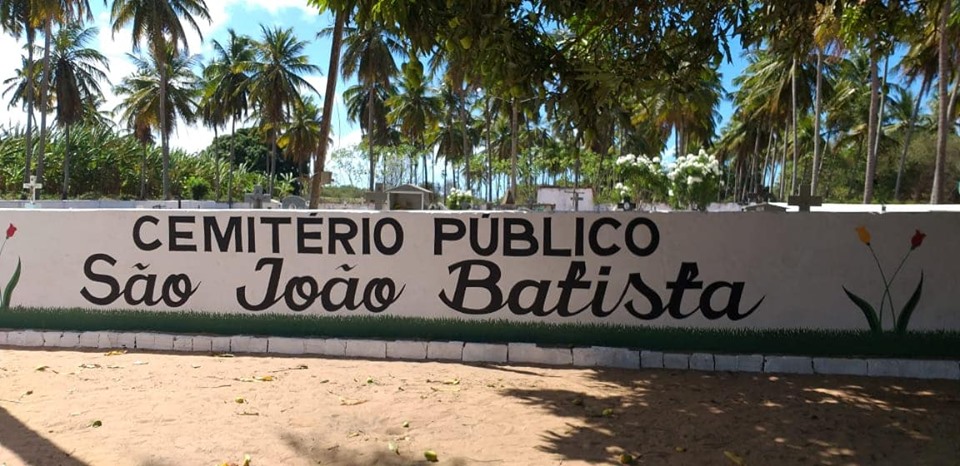 CEMITÉRIO PÚBLICO
São João Batista